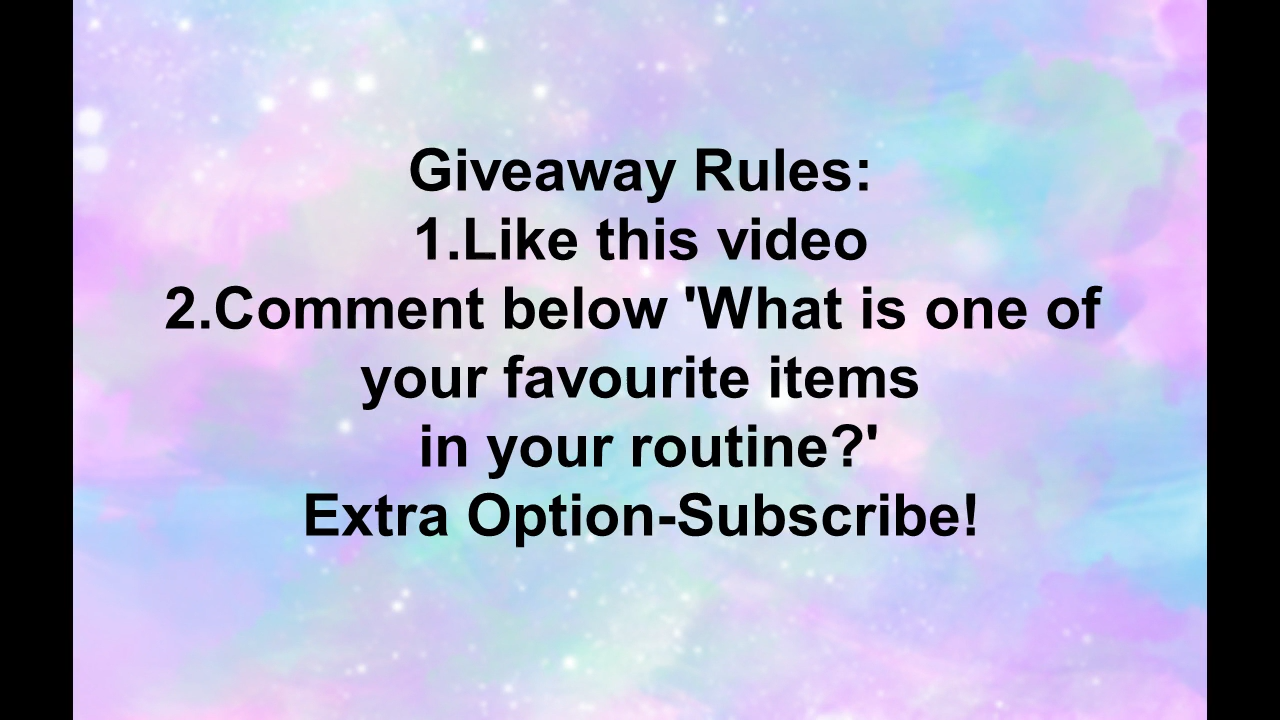 Giveaway Rules:
1.Like this video
2.Comment below 'What is one of
your favourite items
in your routine?'
Extra Option-Subscribe!